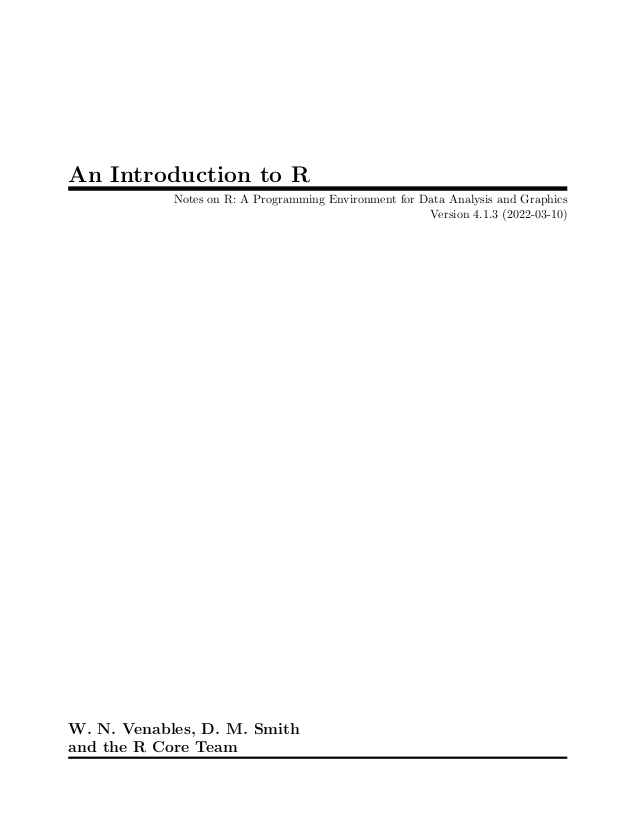 An Introduction to R
Notes on R: A Programming Environment for Data Analysis and Graphics
Version 4.1.3 (2022-03-10)
W. N. Venables, D. M. Smith
and the R Core Team